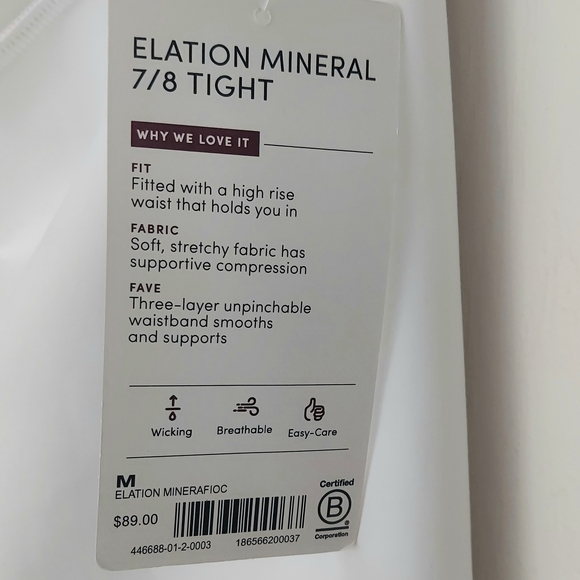 ELATION MINERAL
7/8 TIGHT
WHY WE LOVE IT
FIT
Fitted with a high rise
waist that holds you in
FABRIC
Soft, stretchy fabric has
supportive compression
FAVE
Three-layer unpinchable
waistband smooths
and supports
Wicking Breathable Easy-Care
M
ELATION MINERAFIOC
$89.00
446688-01-2-0003 186566200037
Certified
B
®
Corporation